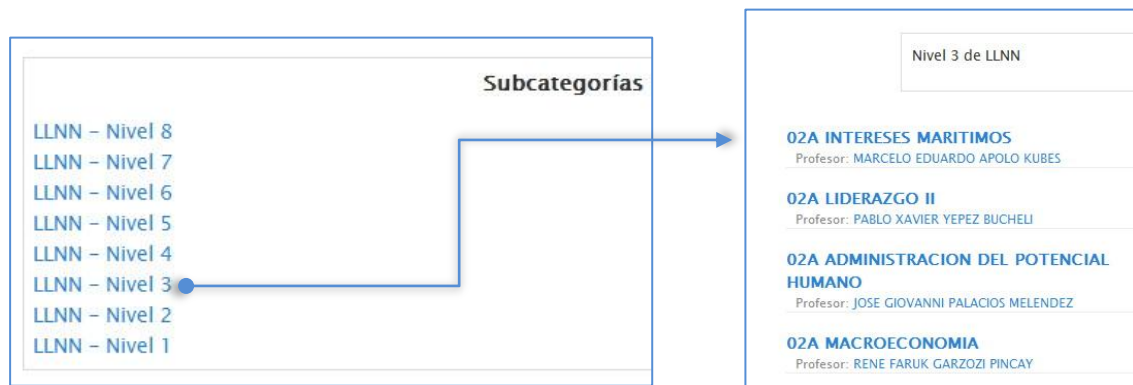 Subcategorías
LLNN – Nivel 8
LLNN – Nivel 7
LLNN – Nivel 6
LLNN – Nivel 5
LLNN – Nivel 4
LLNN – Nivel 3
LLNN – Nivel 2
LLNN – Nivel 1
Nivel 3 de LLNN
02A INTERESES MARITIMOS
Profesor: MARCELO EDUARDO APOLO KUBES
02A LIDERAZGO II
Profesor: PABLO XAVIER YEPEZ BUCHELI
02A ADMINISTRACION DEL POTENCIAL
HUMANO
Profesor: JOSE GIOVANNI PALACIOS MELENDEZ
02A MACROECONOMIA
Profesor: RENE FARUK GARZOZI PINCAY